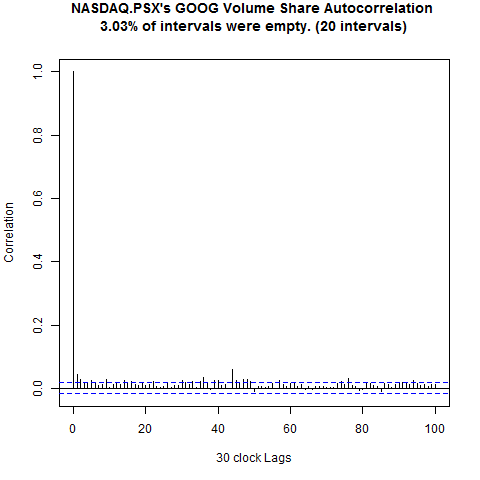 NASDAQ.PSX's GOOG Volume Share Autocorrelation
3.03% of intervals were empty. (20 intervals)
Correlation
1.0
0.8
0.6
0.4
0.2
0.0
0 20 40 60 80 100
30 clock Lags